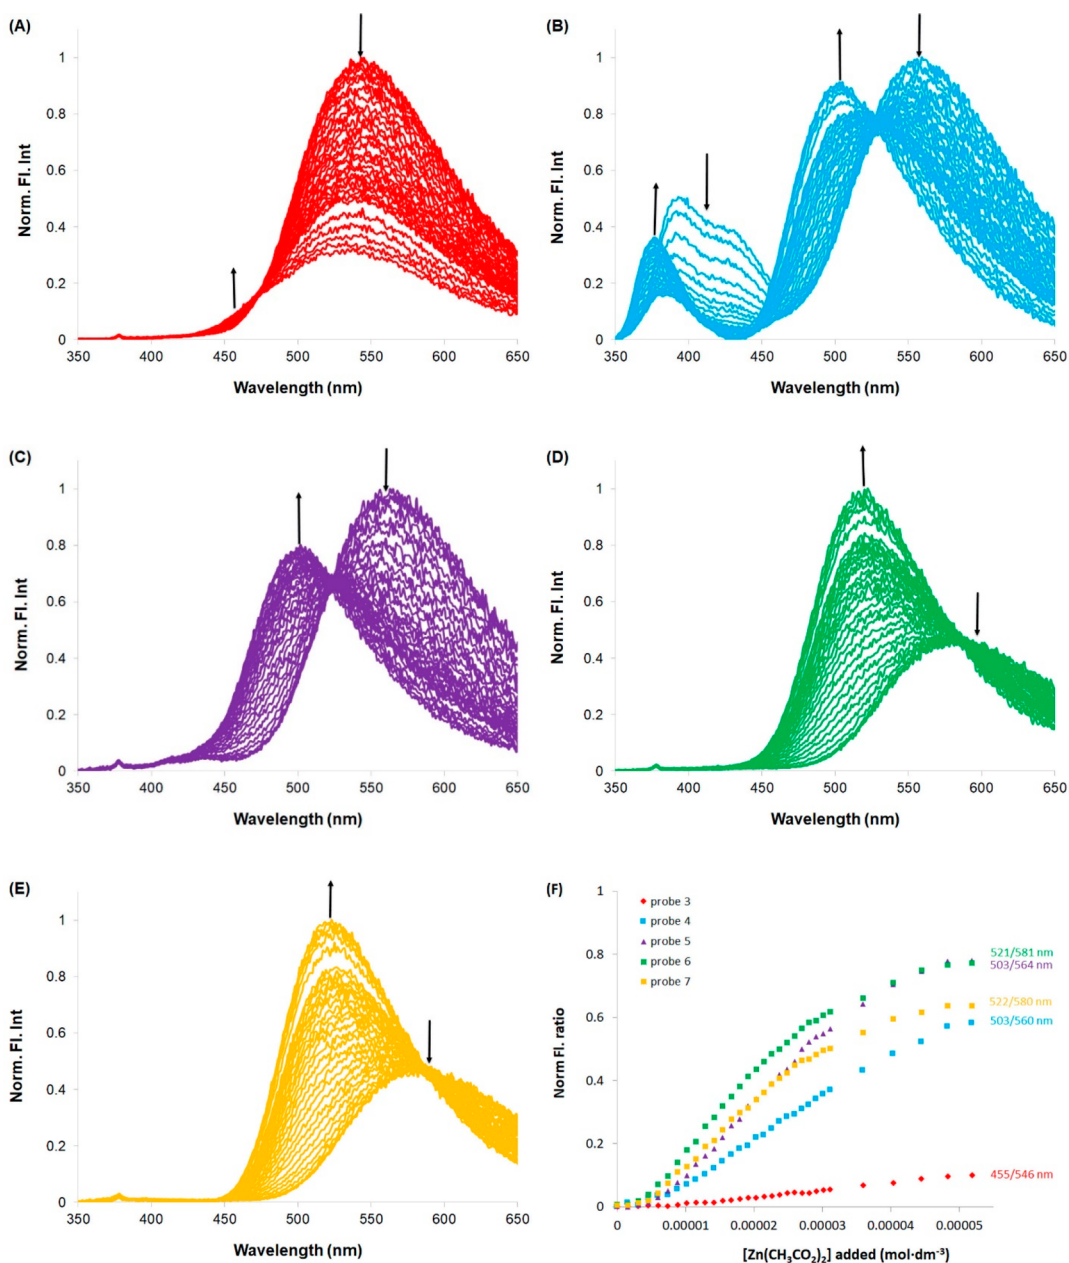 (A)
Norm. Fl. Int
1
0.8
0.6
0.4
0.2
0
350 400 450 500 550 600 650
Wavelength (nm)
(B)
Norm. Fl. Int
1
0.8
0.6
0.4
0.2
0
350 400 450 500 550 600 650
Wavelength (nm)
(C)
Norm. Fl. Int
1
0.8
0.6
0.4
0.2
0
350 400 450 500 550 600 650
Wavelength (nm)
(D)
Norm. Fl. Int
1
0.8
0.6
0.4
0.2
0
350 400 450 500 550 600 650
Wavelength (nm)
(E)
Norm. Fl. Int
1
0.8
0.6
0.4
0.2
0
350 400 450 500 550 600 650
Wavelength (nm)
(F)
Norm Fl. ratio
1
0.8
0.6
0.4
0.2
0
probe 3
probe 4
probe 5
probe 6
probe 7
521/581 nm
503/564 nm
522/580 nm
503/560 nm
455/546 nm
0 0.00001 0.00002 0.00003 0.00004 0.00005
[Zn(CH₃CO₂)₂] added (mol·dm⁻³)